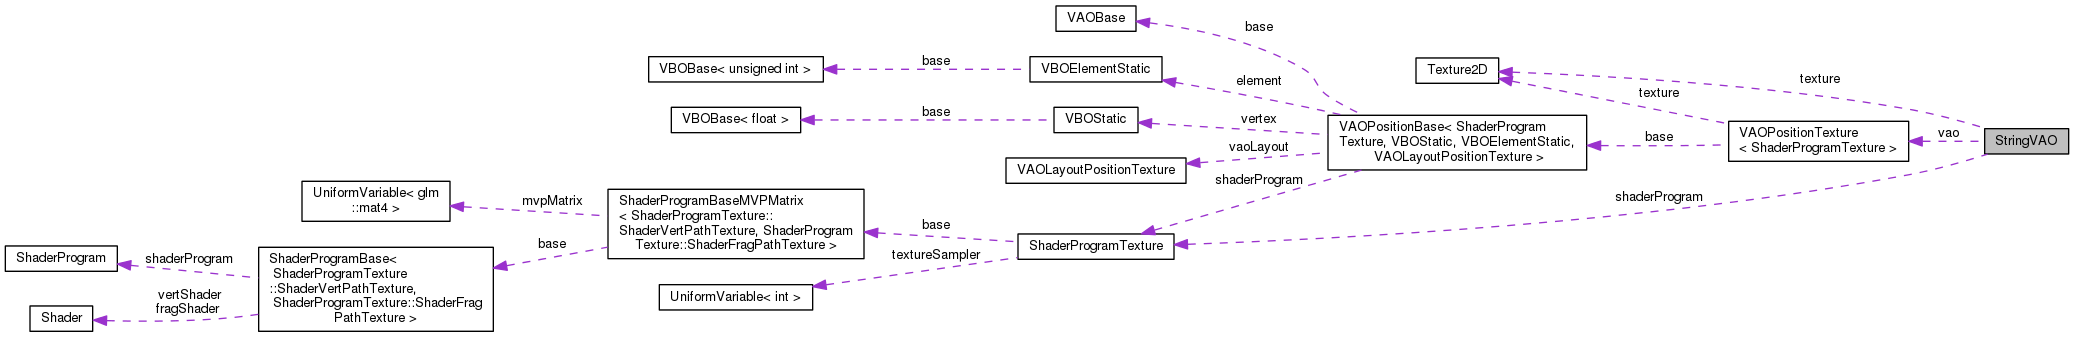 VAOBase
base
VBOBase< unsigned int >
base
VBOElementStatic
element
Texture2D
texture
texture
VBOBase< float >
base
VBOStatic
vertex
VAOPositionBase< ShaderProgram
Texture, VBOStatic, VBOElementStatic,
VAOLayoutPositionTexture >
base
VAOPositionTexture
< ShaderProgramTexture >
vao
StringVAO
vaoLayout
VAOLayoutPositionTexture
shaderProgram
shaderProgram
UniformVariable< glm
::mat4 >
mvpMatrix
ShaderProgramBaseMVPMatrix
< ShaderProgramTexture::
ShaderVertPathTexture, ShaderProgram
Texture::ShaderFragPathTexture >
base
ShaderProgramTexture
textureSampler
UniformVariable< int >
base
ShaderProgram
shaderProgram
ShaderProgramBase<
ShaderProgramTexture
::ShaderVertPathTexture,
ShaderProgramTexture::ShaderFrag
PathTexture >
vertShader
fragShader
Shader